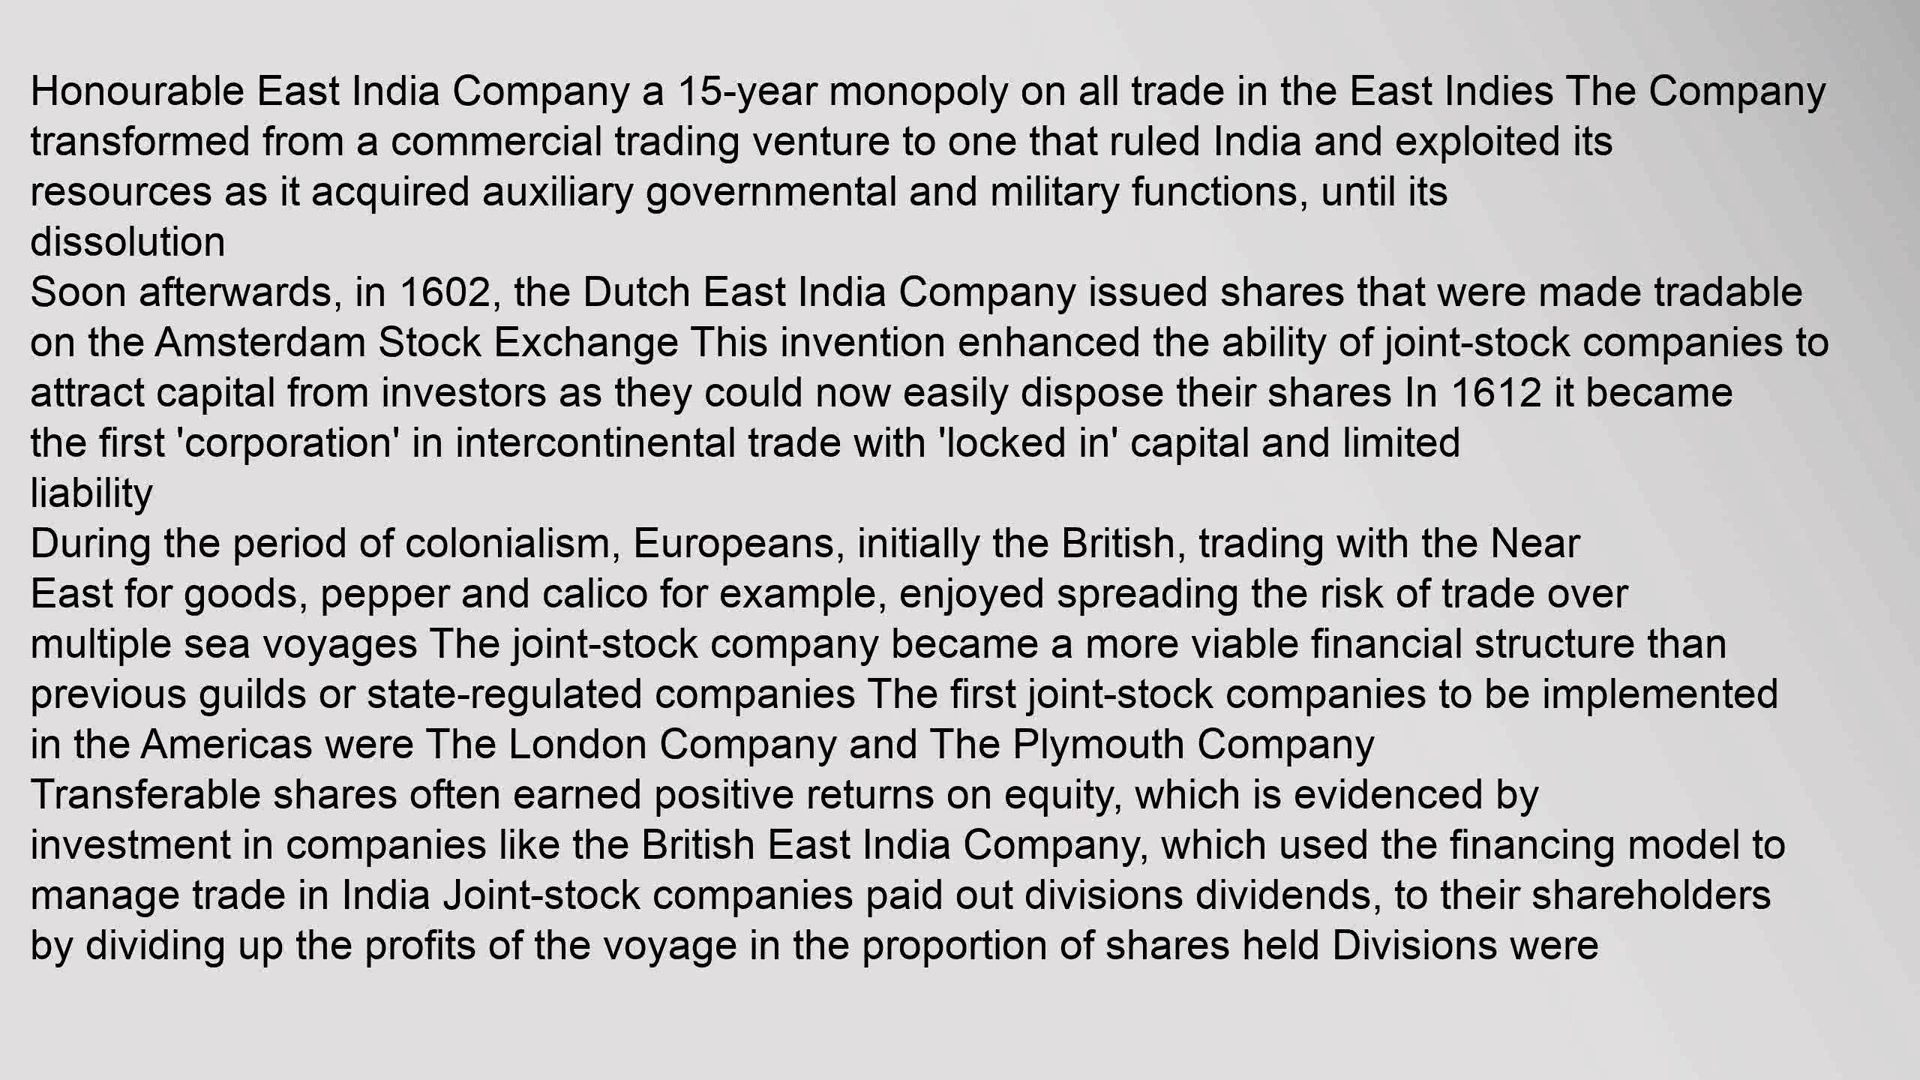 Honourable East India Company a 15-year monopoly on all trade in the East Indies The Company
transformed from a commercial trading venture to one that ruled India and exploited its
resources as it acquired auxiliary governmental and military functions, until its
dissolution
Soon afterwards, in 1602, the Dutch East India Company issued shares that were made tradable
on the Amsterdam Stock Exchange This invention enhanced the ability of joint-stock companies to
attract capital from investors as they could now easily dispose their shares In 1612 it became
the first 'corporation' in intercontinental trade with 'locked in' capital and limited
liability
During the period of colonialism, Europeans, initially the British, trading with the Near
East for goods, pepper and calico for example, enjoyed spreading the risk of trade over
multiple sea voyages The joint-stock company became a more viable financial structure than
previous guilds or state-regulated companies The first joint-stock companies to be implemented
in the Americas were The London Company and The Plymouth Company
Transferable shares often earned positive returns on equity, which is evidenced by
investment in companies like the British East India Company, which used the financing model to
manage trade in India Joint-stock companies paid out divisions dividends, to their shareholders
by dividing up the profits of the voyage in the proportion of shares held Divisions were